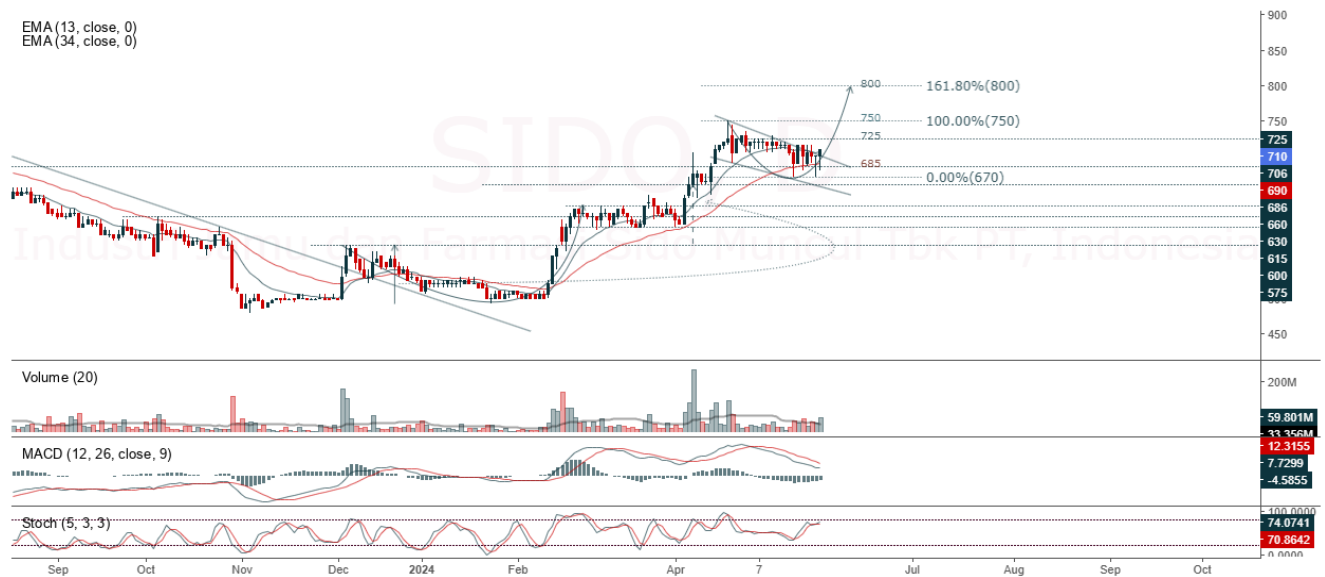 EMA (13, close, 0)
EMA (34, close, 0)
900
850
800
800
161.80%(800)
750
750
100.00%(750)
725
725
710
685
706
0.00%(670)
690
686
660
630
615
600
575
450
Volume (20)
200M
59.801M
33.356M
MACD (12, 26, close, 9)
12.3155
7.7299
-4.5855
Stoch (5, 3, 3)
100.0000
74.0741
70.8642
0.0000
Sep
Oct
Nov
Dec
2024
Feb
Apr
7
Jul
Aug
Sep
Oct